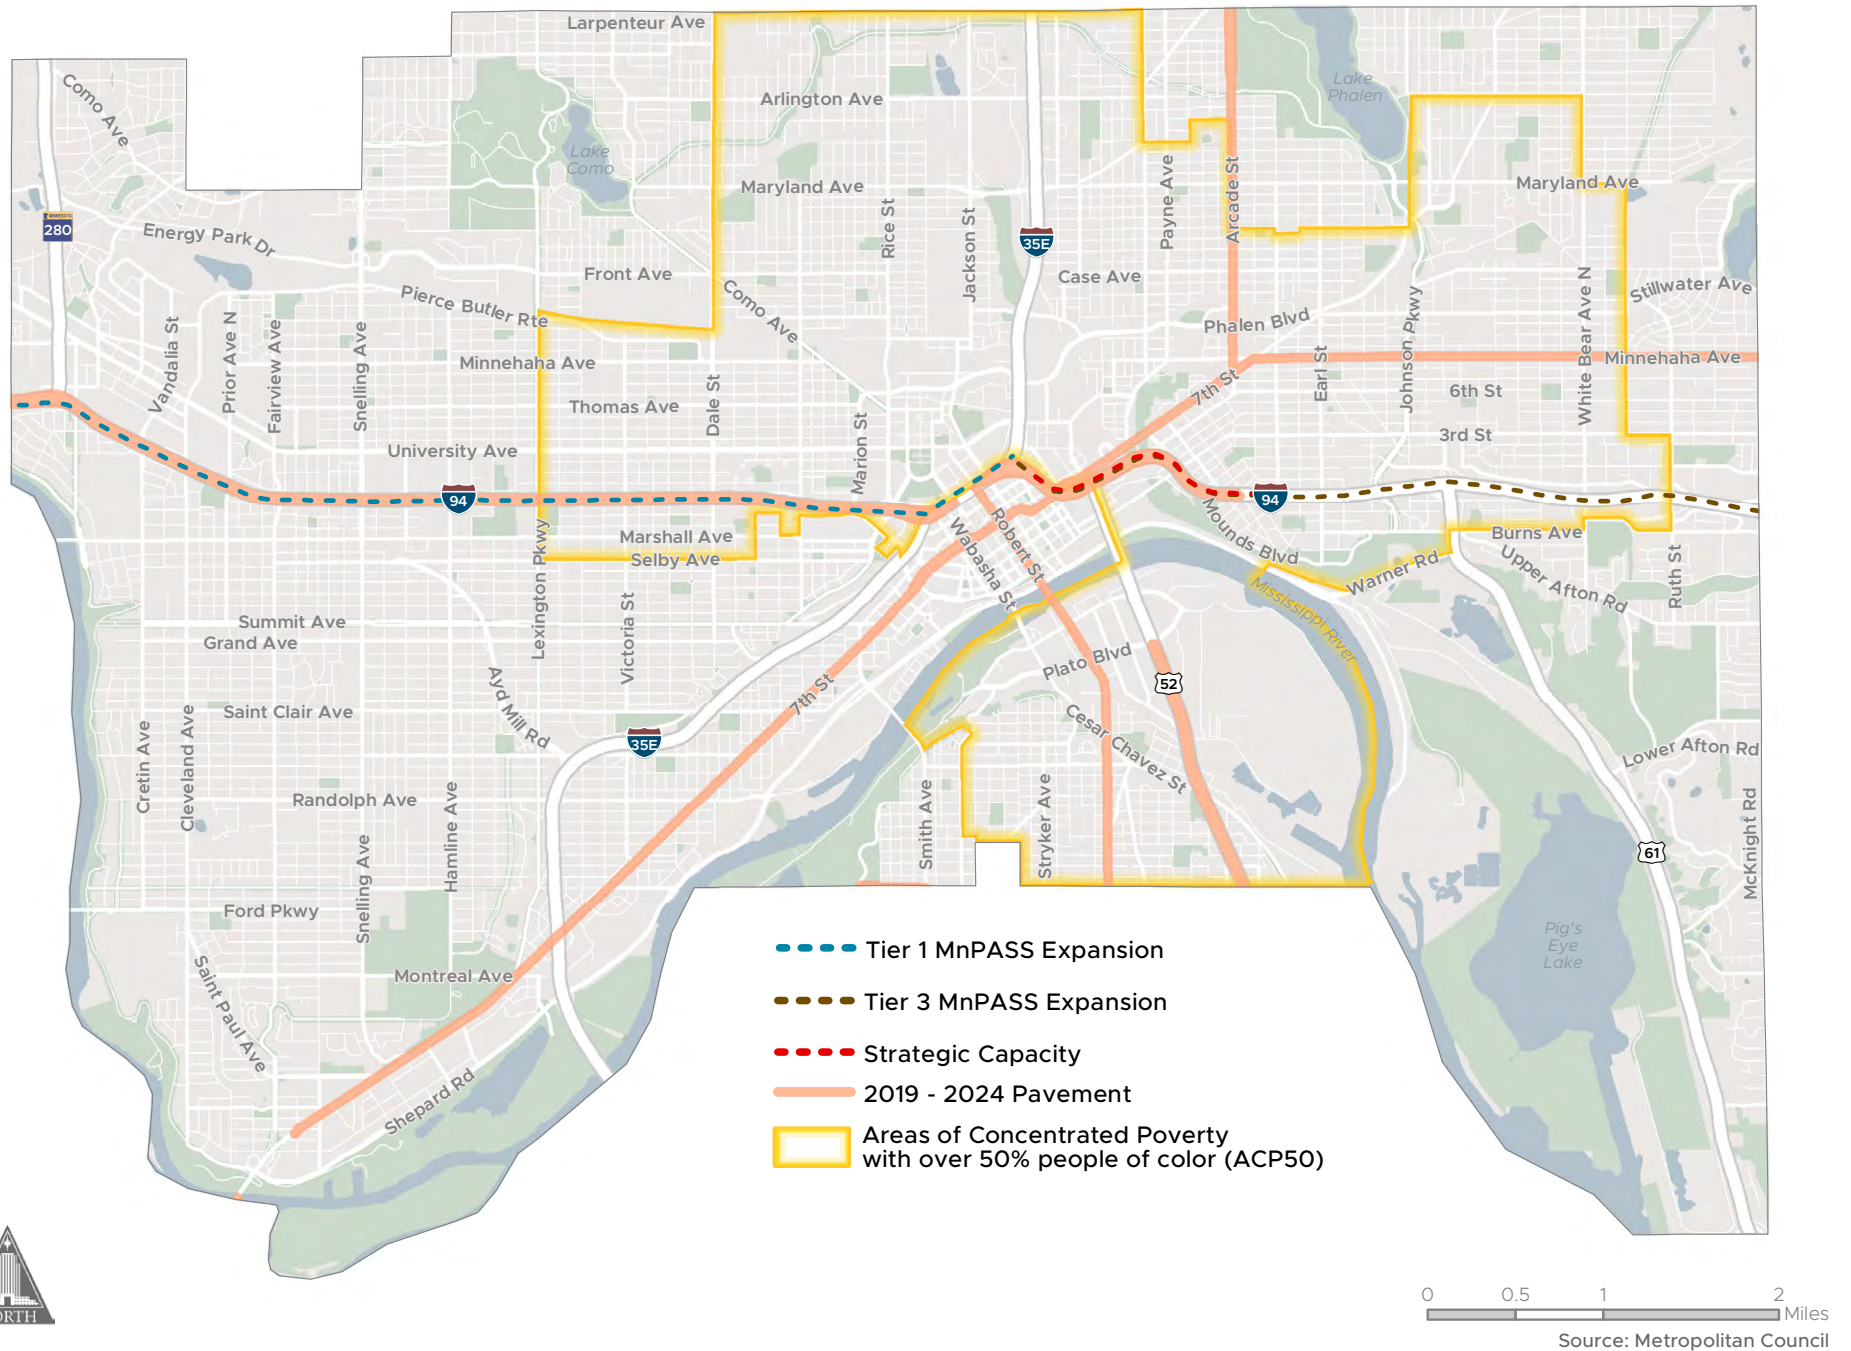 Larpenteur Ave
Como Ave
Arlington Ave
Lake
Phalen
Lake
Como
Maryland Ave
Maryland Ave
Rice St
Jackson St
Payne Ave
Arcade St
MINNESOTA
280
Energy Park Dr
35E
Front Ave
Como Ave
Case Ave
Stillwater Ave
Pierce Butler Rte
Phalen Blvd
Johnson Pkwy
White Bear Ave N
Vandalia St
Prior Ave N
Fairview Ave
Snelling Ave
Minnehaha Ave
Minnehaha Ave
Earl St
Dale St
Thomas Ave
7th St
6th St
Marion St
University Ave
3rd St
94
94
Lexington Pkwy
Marshall Ave
Selby Ave
Wabasha St
Robert St
Mounds Blvd
Burns Ave
Warner Rd
Upper Afton Rd
Ruth St
Mississippi River
Victoria St
Summit Ave
Grand Ave
Plato Blvd
52
Ayd Mill Rd
7th St
Saint Clair Ave
Cesar Chavez St
35E
Lower Afton Rd
Cretin Ave
Cleveland Ave
Randolph Ave
Hamline Ave
Smith Ave
Stryker Ave
McKnight Rd
61
Snelling Ave
Ford Pkwy
Pig's
Eye
Lake
Saint Paul Ave
Montreal Ave
Shepard Rd
Tier 1 MnPASS Expansion
Tier 3 MnPASS Expansion
Strategic Capacity
2019 - 2024 Pavement
Areas of Concentrated Poverty
with over 50% people of color (ACP50)
0 0.5 1 2
Miles
Source: Metropolitan Council